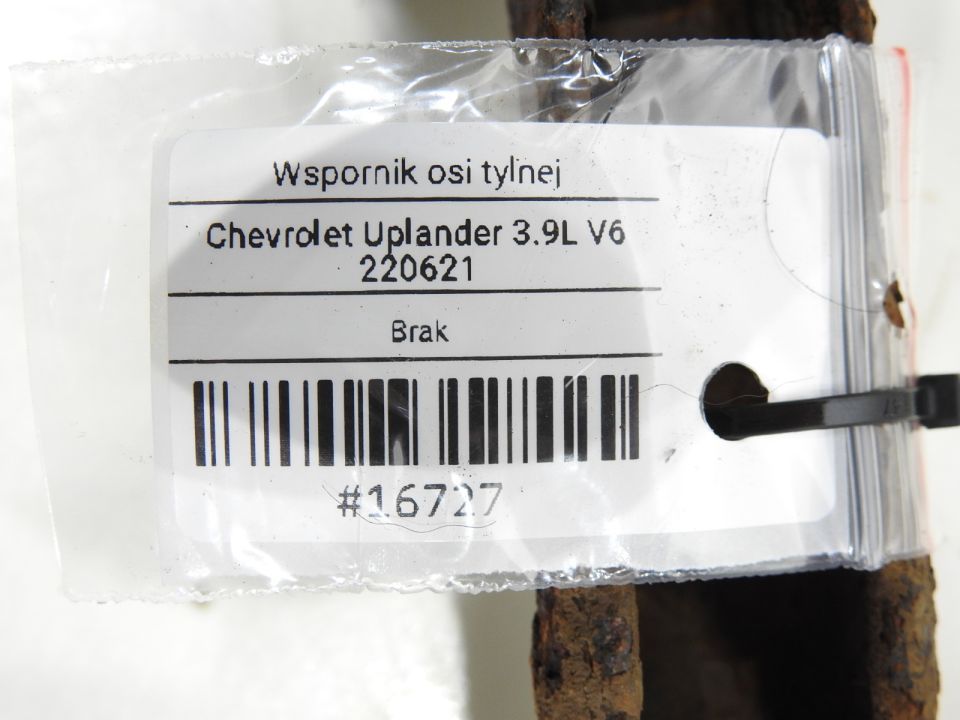 Wspornik osi tylnej
Chevrolet Uplander 3.9L V6
220621
Brak
#16727